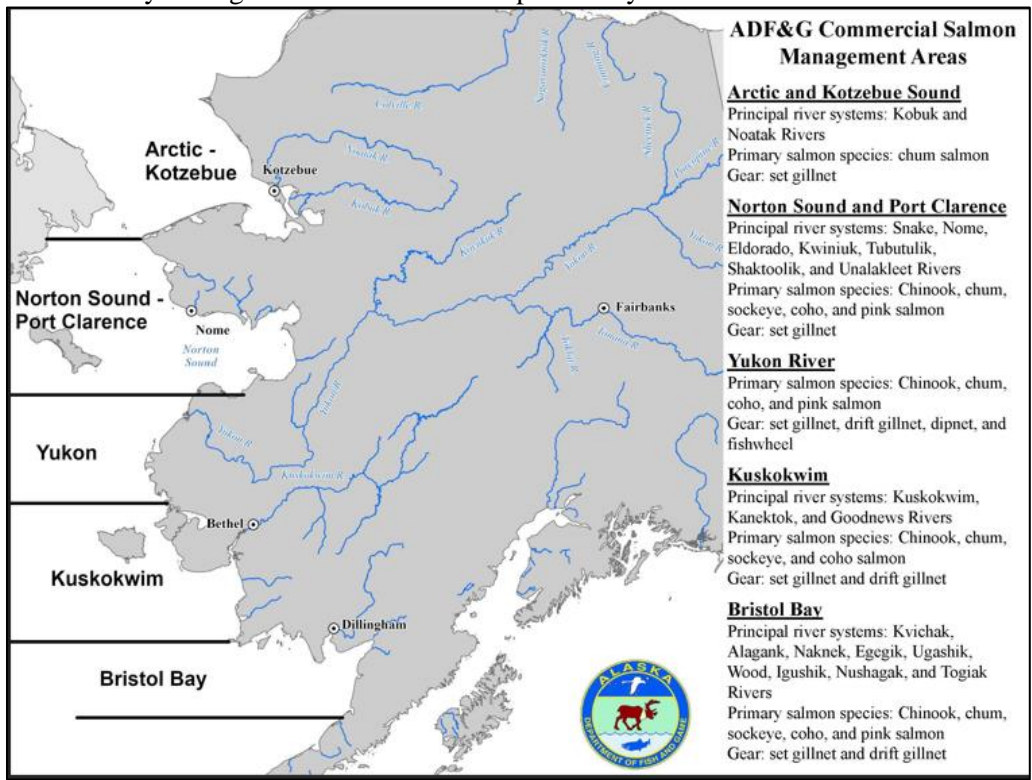 ADF&G Commercial Salmon
Management Areas
Arctic and Kotzebue Sound
Principal river systems: Kobuk and
Noatak Rivers
Primary salmon species: chum salmon
Gear: set gillnet
Norton Sound and Port Clarence
Principal river systems: Snake, Nome,
Eldorado, Kwiniuk, Tubutulik,
Shaktoolik, and Unalakleet Rivers
Primary salmon species: Chinook, chum,
sockeye, coho, and pink salmon
Gear: set gillnet
Yukon River
Primary salmon species: Chinook, chum,
coho, and pink salmon
Gear: set gillnet, drift gillnet, dipnet, and
fishwheel
Kuskokwim
Principal river systems: Kuskokwim,
Kanektok, and Goodnews Rivers
Primary salmon species: Chinook, chum,
sockeye, and coho salmon
Gear: set gillnet and drift gillnet
Bristol Bay
Principal river systems: Kvichak,
Alagank, Naknek, Egegik, Ugashik,
Wood, Igushik, Nushagak, and Togiak
Rivers
Primary salmon species: Chinook, chum,
sockeye, coho, and pink salmon
Gear: set gillnet and drift gillnet
Arctic -
Kotzebue
Norton Sound -
Port Clarence
Yukon
Kuskokwim
Bristol Bay
Colville R.
Noatak R.
Kotzebue
Kobuk R.
Koyukuk R.
Porcupine R.
Yukon R.
Yukon R.
Fairbanks
Tanana R.
Nome
Norton
Sound
Yukon R.
Yukon R.
Kuskokwim R.
Bethel
Dillingham
ALASKA
DEPARTMENT OF FISH AND GAME